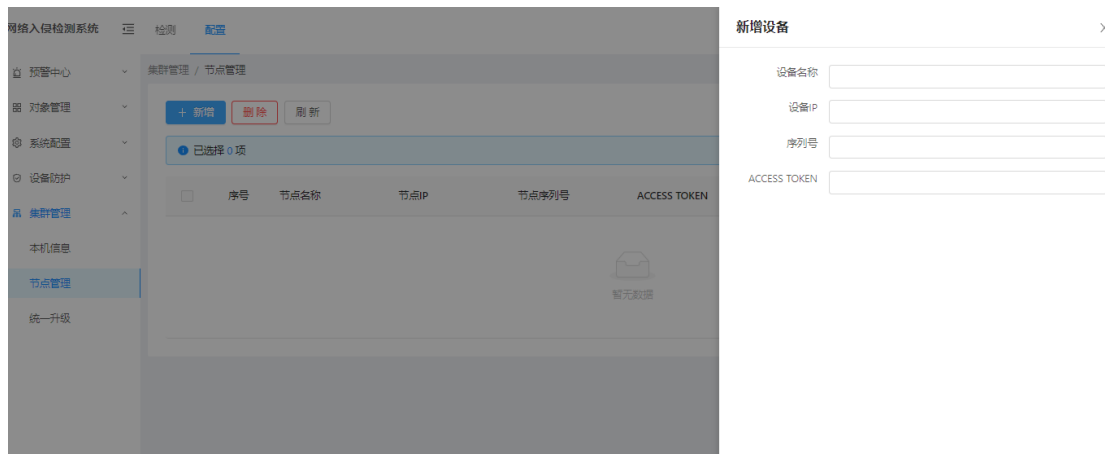 网络入侵检测系统
检测 配置
新增设备
预警中心
对象管理
系统配置
设备防护
集群管理
本机信息
节点管理
统一升级
集群管理 / 节点管理
+ 新增 删除 刷新
已选择 0 项
序号 节点名称 节点IP 节点序列号 ACCESS TOKEN
暂无数据
设备名称
设备IP
序列号
ACCESS TOKEN